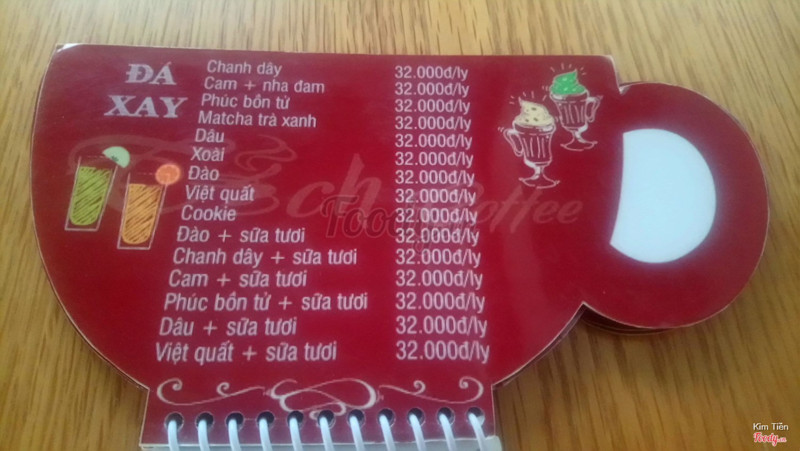 ĐÁ
XAY
Chanh dây 32.000đ/ly
Cam + nha đam 32.000đ/ly
Phúc bồn tử 32.000đ/ly
Matcha trà xanh 32.000đ/ly
Dâu 32.000đ/ly
Xoài 32.000đ/ly
Đào 32.000đ/ly
Việt quất 32.000đ/ly
Cookie 32.000đ/ly
Đào + sữa tươi 32.000đ/ly
Chanh dây + sữa tươi 32.000đ/ly
Cam + sữa tươi 32.000đ/ly
Phúc bồn tử + sữa tươi 32.000đ/ly
Dâu + sữa tươi 32.000đ/ly
Việt quất + sữa tươi 32.000đ/ly
Coffee
Kim Tiền
Foody.vn